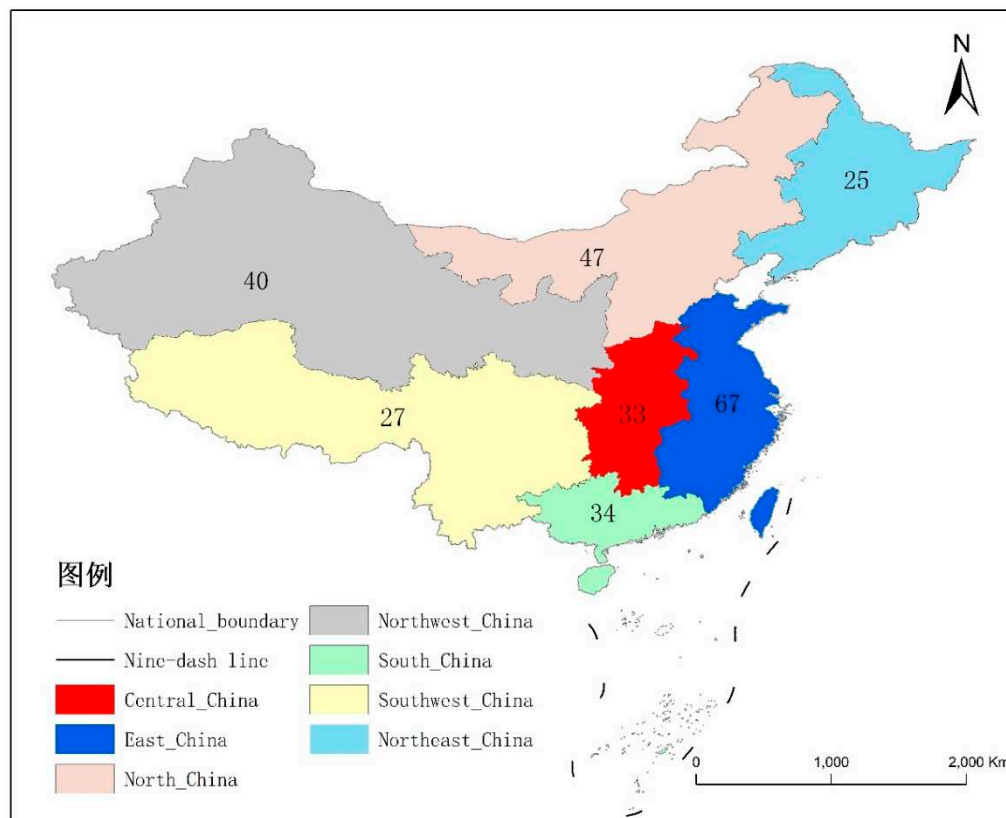 N
25
47
40
27
33
67
34
图例
National_boundary
Nine-dash line
Central_China
East_China
North_China
Northwest_China
South_China
Southwest_China
Northeast_China
0 1,000 2,000 Km